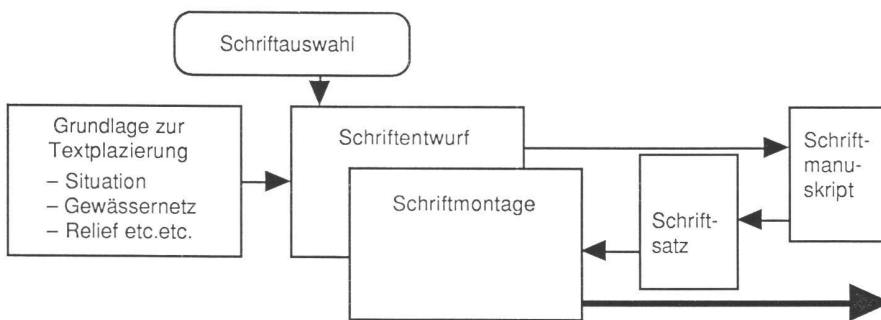 Schriftauswahl
Grundlage zur
Textplazierung
– Situation
– Gewässernetz
– Relief etc.etc.
Schriftentwurf
Schriftmontage
Schrift-
satz
Schrift-
manu-
skript